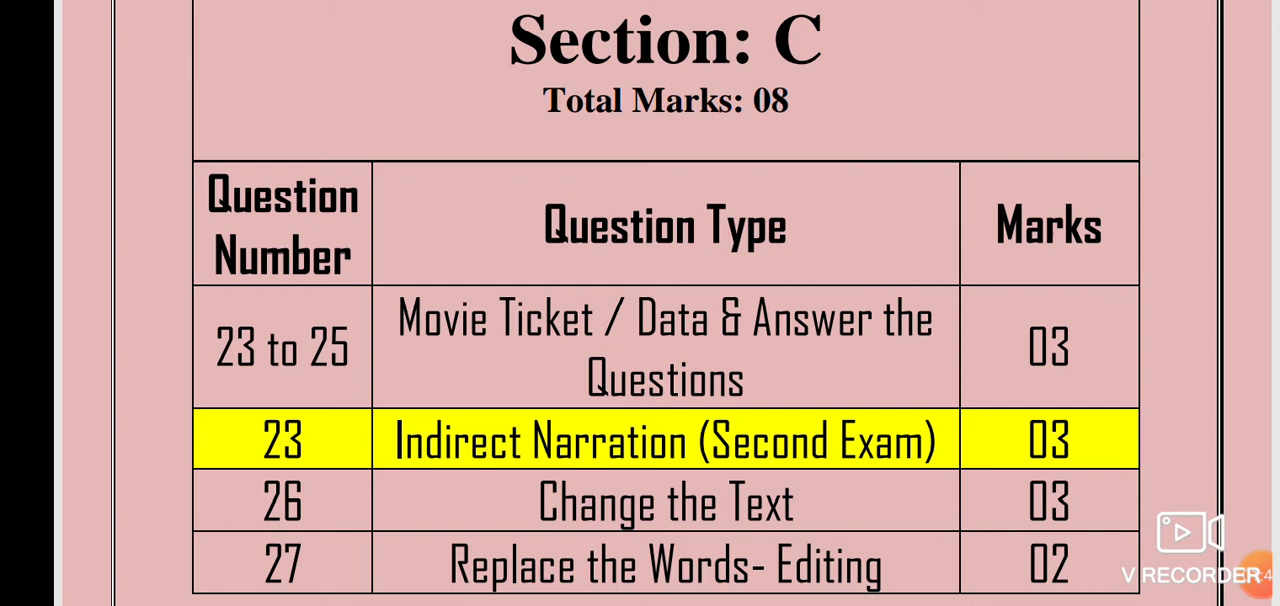 Section: C
Total Marks: 08
Question Number
Question Type
Marks
23 to 25
Movie Ticket / Data & Answer the
Questions
03
23
Indirect Narration (Second Exam)
03
26
Change the Text
03
27
Replace the Words- Editing
02
V RECORDER